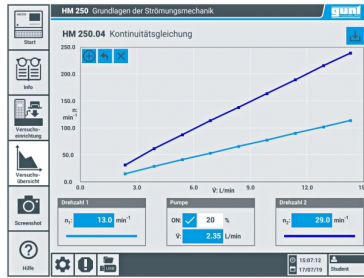 HM 250 Grundlagen der Strömungsmechanik
gunt
Start
HM 250.04 Kontinuitätsgleichung
Info
Versuchs-
einrichtung
Versuchs-
übersicht
Screenshot
Hilfe
250.0
200.0
150.0
n:
min⁻¹
100.0
50.0
0.0
0.0
3.0
6.0
9.0
12.0
15
V̇: L/min
Drehzahl 1
n₁: 13.0 min⁻¹
Pumpe
ON: 20 %
V̇: 2.35 L/min
Drehzahl 2
n₂: 29.0 min⁻¹
USB
15:07:12
17/07/19
Student